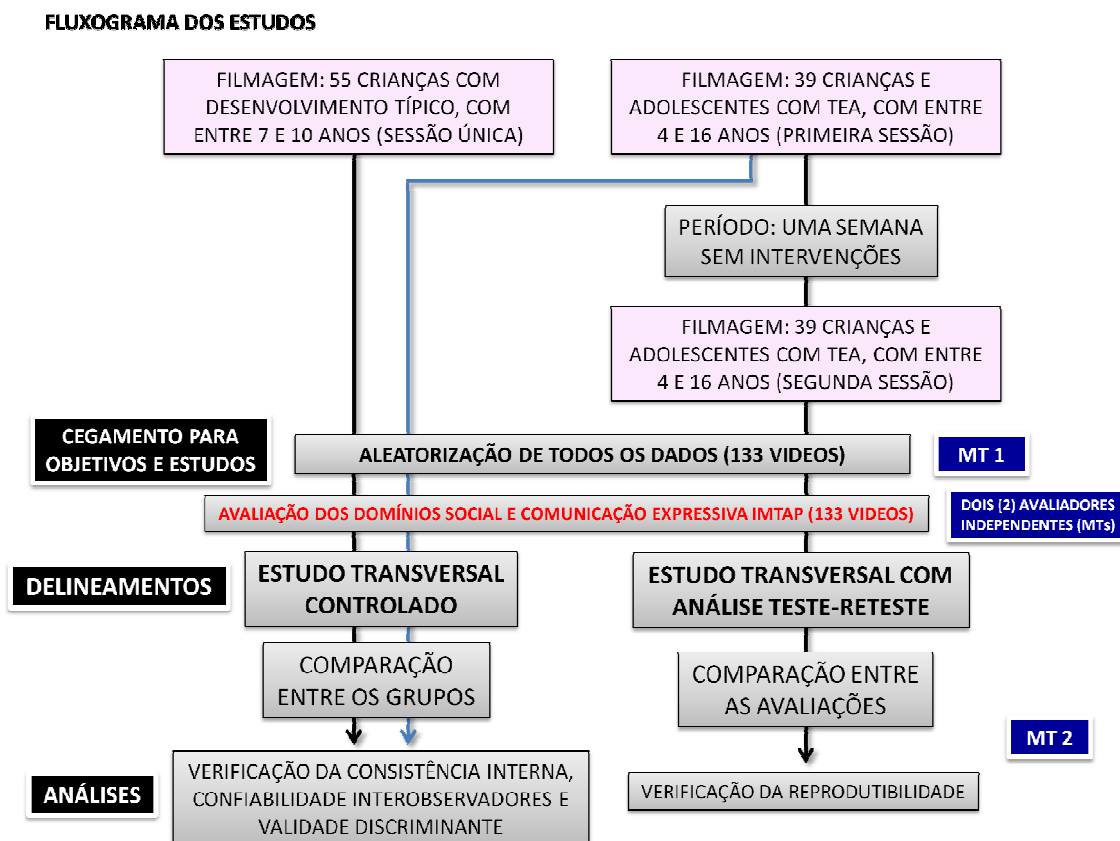 FLUXOGRAMA DOS ESTUDOS
FILMAGEM: 55 CRIANÇAS COM
DESENVOLVIMENTO TÍPICO, COM
ENTRE 7 E 10 ANOS (SESSÃO ÚNICA)
FILMAGEM: 39 CRIANÇAS E
ADOLESCENTES COM TEA, COM ENTRE
4 E 16 ANOS (PRIMEIRA SESSÃO)
PERÍODO: UMA SEMANA
SEM INTERVENÇÕES
FILMAGEM: 39 CRIANÇAS E
ADOLESCENTES COM TEA, COM ENTRE
4 E 16 ANOS (SEGUNDA SESSÃO)
CEGAMENTO PARA
OBJETIVOS E ESTUDOS
ALEATORIZAÇÃO DE TODOS OS DADOS (133 VIDEOS)
MT 1
AVALIAÇÃO DOS DOMÍNIOS SOCIAL E COMUNICAÇÃO EXPRESSIVA IMTAP (133 VIDEOS)
DOIS (2) AVALIADORES
INDEPENDENTES (MTs)
DELINEAMENTOS
ESTUDO TRANSVERSAL
CONTROLADO
ESTUDO TRANSVERSAL COM
ANÁLISE TESTE-RETESTE
COMPARAÇÃO
ENTRE OS GRUPOS
COMPARAÇÃO ENTRE
AS AVALIAÇÕES
MT 2
ANÁLISES
VERIFICAÇÃO DA CONSISTÊNCIA INTERNA,
CONFIABILIDADE INTEROBSERVADORES E
VALIDADE DISCRIMINANTE
VERIFICAÇÃO DA REPRODUTIBILIDADE